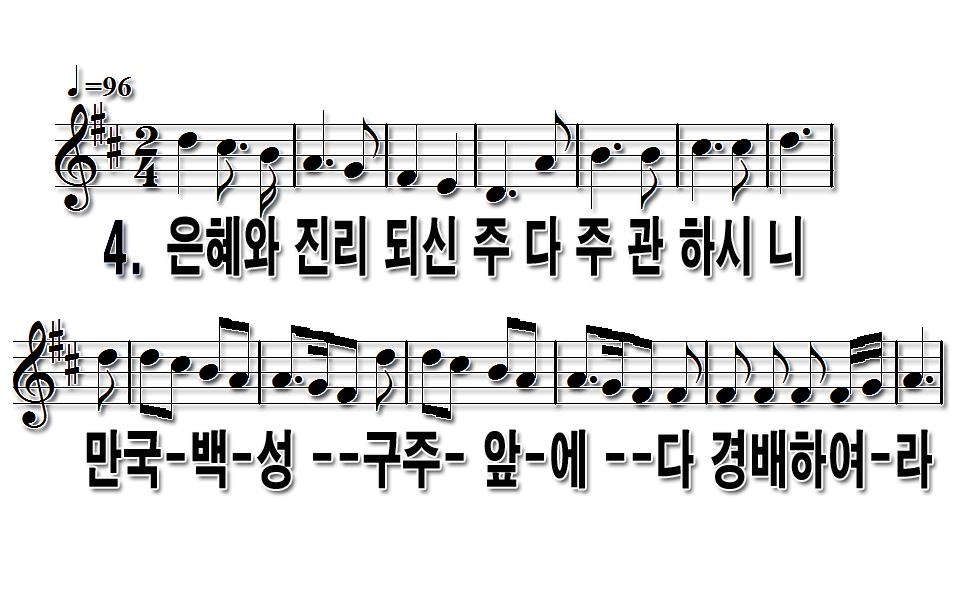 ♩=96
2
4
4. 은혜와 진리 되신 주 다 주 관 하시 니
만국-백-성 --구주- 앞-에 --다 경배하여-라